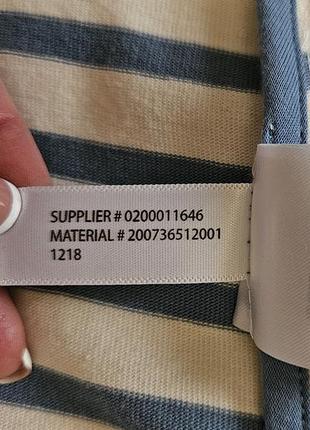 SUPPLIER # 0200011646
MATERIAL # 200736512001
1218